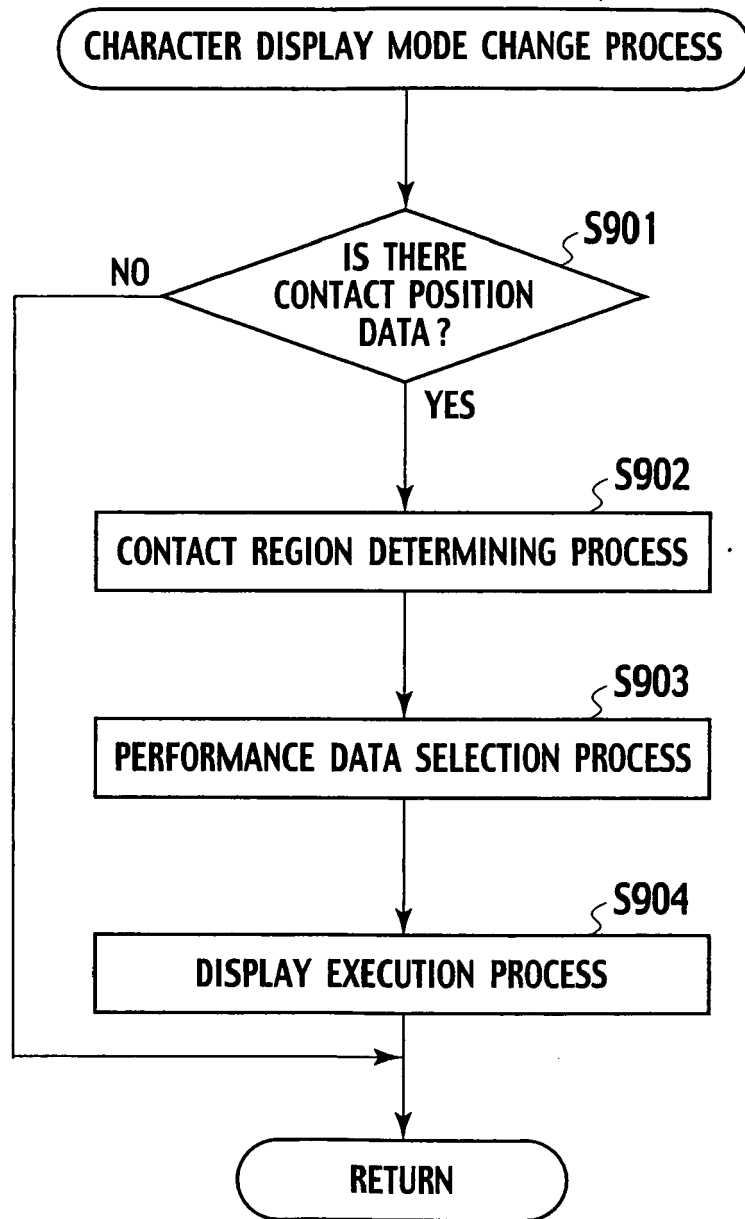 CHARACTER DISPLAY MODE CHANGE PROCESS
S901
IS THERE
CONTACT POSITION
DATA ?
NO
YES
S902
CONTACT REGION DETERMINING PROCESS
S903
PERFORMANCE DATA SELECTION PROCESS
S904
DISPLAY EXECUTION PROCESS
RETURN